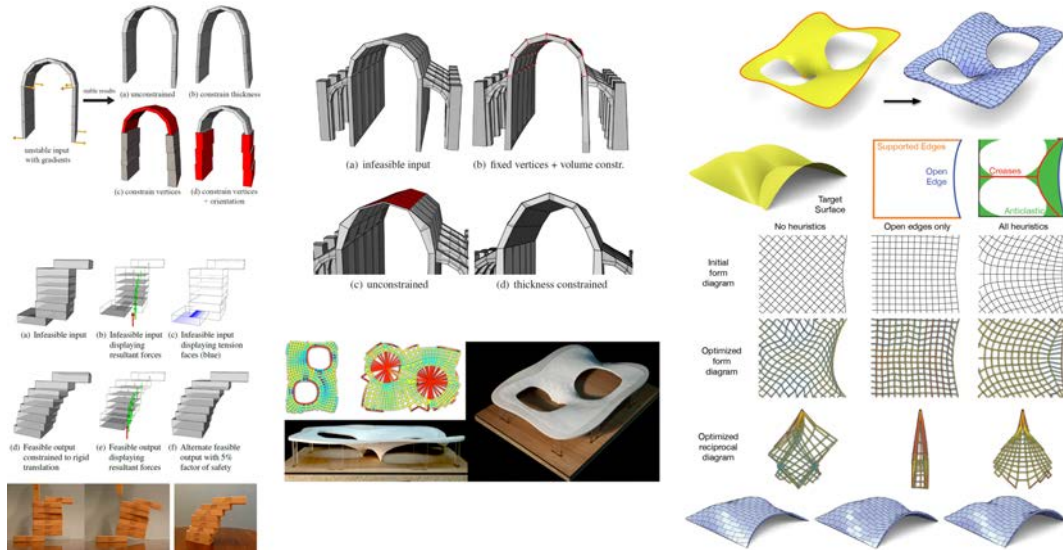 stable results
(a) unconstrained
(b) constrain thickness
unstable input
with gradients
(c) constrain vertices
(d) constrain vertices
+ orientation
(a) Infeasible input
(b) Infeasible input
displaying
resultant forces
(c) Infeasible input
displaying tension
faces (blue)
(d) Feasible output
constrained to rigid
translation
(e) Feasible output
displaying
resultant forces
(f) Alternate feasible
output with 5%
factor of safety
(a) infeasible input
(b) fixed vertices + volume constr.
(c) unconstrained
(d) thickness constrained
Target
Surface
Supported Edges
Open
Edge
Creases
Anticlastic
No heuristics
Open edges only
All heuristics
Initial
form
diagram
Optimized
form
diagram
Optimized
reciprocal
diagram